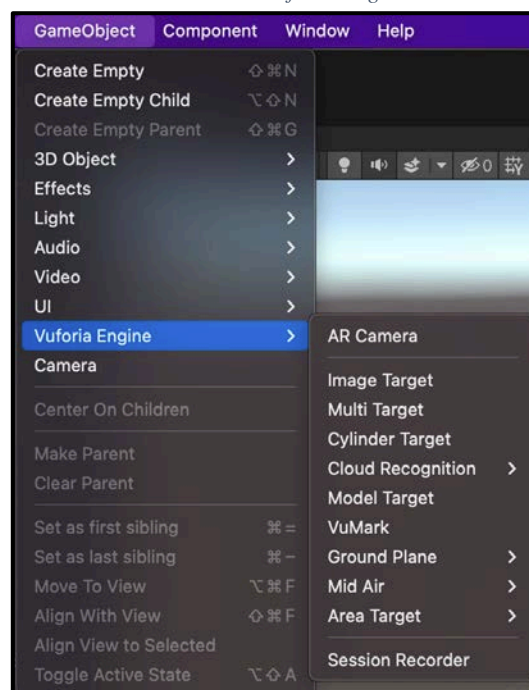 GameObject Component Window Help
Create Empty ⇧⌘N
Create Empty Child ⌥⇧N
Create Empty Parent ⇧⌘G
3D Object >
Effects >
Light >
Audio >
Video >
UI >
Vuforia Engine >
Camera
Center On Children
Make Parent
Clear Parent
Set as first sibling ⌘=
Set as last sibling ⌘-
Move To View ⌥⌘F
Align With View ⇧⌘F
Align View to Selected
Toggle Active State ⌥⇧A
0
AR Camera
Image Target
Multi Target
Cylinder Target
Cloud Recognition >
Model Target
VuMark
Ground Plane >
Mid Air >
Area Target >
Session Recorder